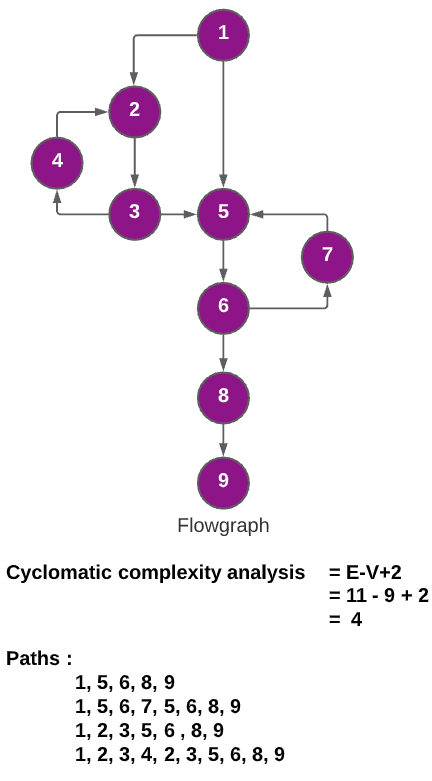 1
2
4
3
5
7
6
8
9
Flowgraph
Cyclomatic complexity analysis = E-V+2
= 11 - 9 + 2
= 4
Paths :
1, 5, 6, 8, 9
1, 5, 6, 7, 5, 6, 8, 9
1, 2, 3, 5, 6 , 8, 9
1, 2, 3, 4, 2, 3, 5, 6, 8, 9